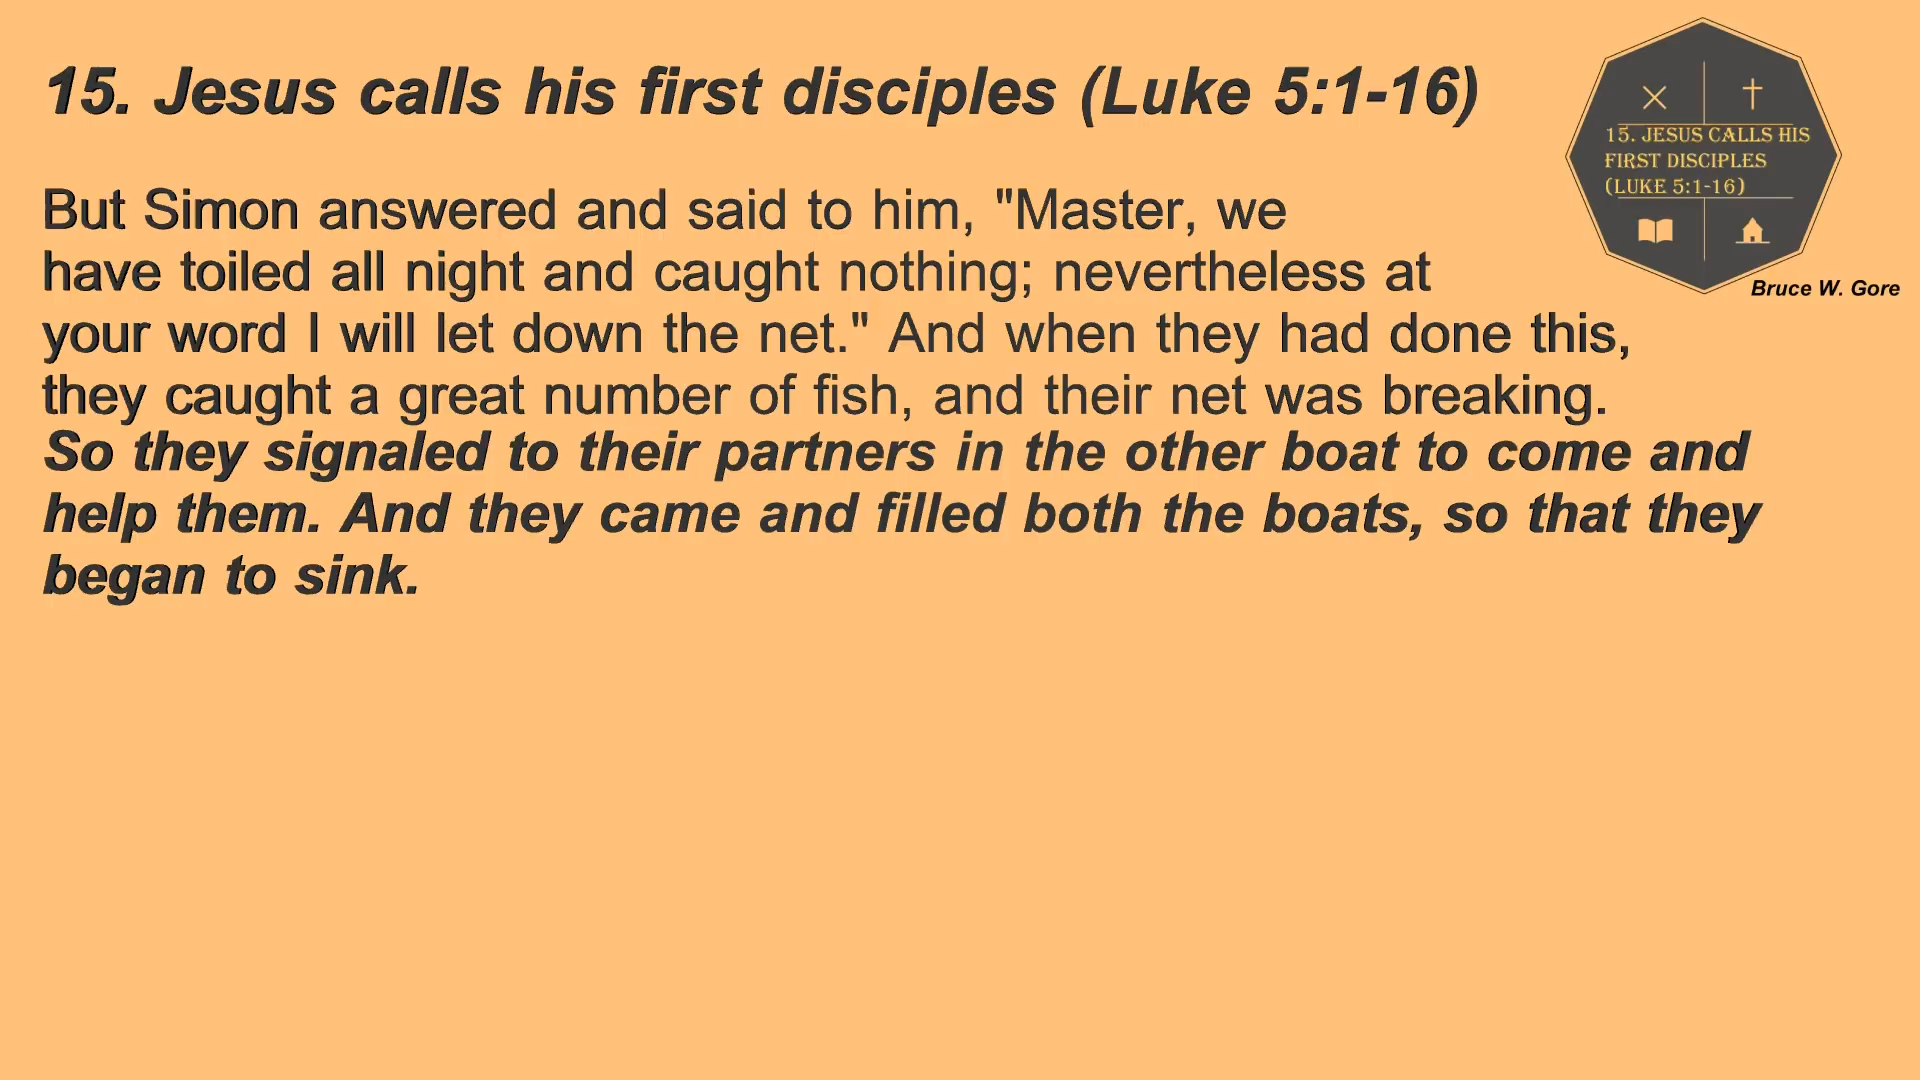 15. Jesus calls his first disciples (Luke 5:1-16)
15. JESUS CALLS HIS
FIRST DISCIPLES
(LUKE 5:1-16)
Bruce W. Gore
But Simon answered and said to him, "Master, we
have toiled all night and caught nothing; nevertheless at
your word I will let down the net." And when they had done this,
they caught a great number of fish, and their net was breaking.
So they signaled to their partners in the other boat to come and
help them. And they came and filled both the boats, so that they
began to sink.